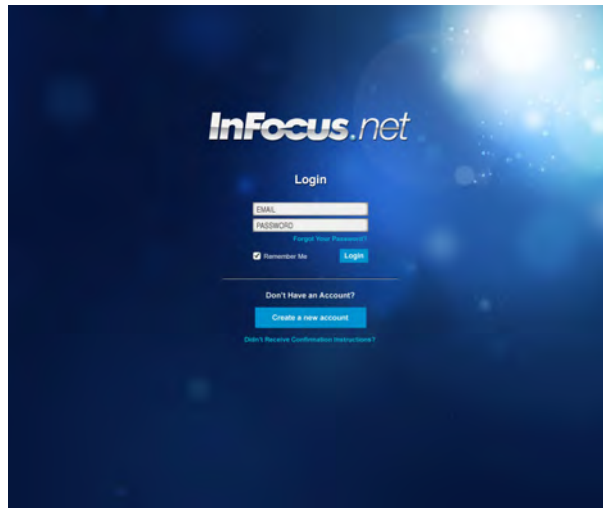 InFocus.net
Login
EMAIL
PASSWORD
Forgot Your Password?
Remember Me
Login
Don't Have an Account?
Create a new account
Didn't Receive Confirmation Instructions?